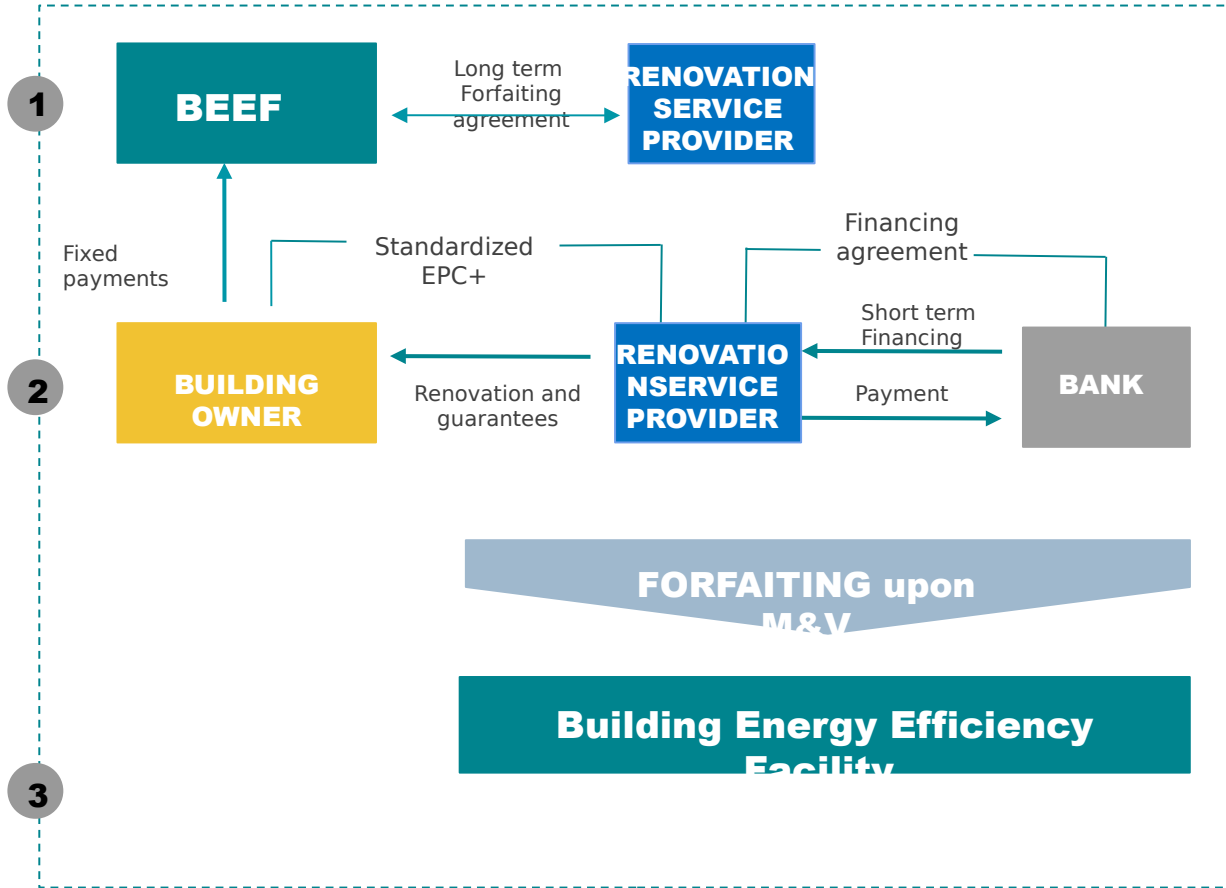 1
BEEF
Long term
Forfaiting
agreement
RENOVATION
SERVICE
PROVIDER
Fixed
payments
Standardized
EPC+
Financing
agreement
Short term
Financing
2
BUILDING
OWNER
Renovation and
guarantees
RENOVATIO
NSERVICE
PROVIDER
Payment
BANK
FORFAITING upon
M&V
Building Energy Efficiency
Facility
3